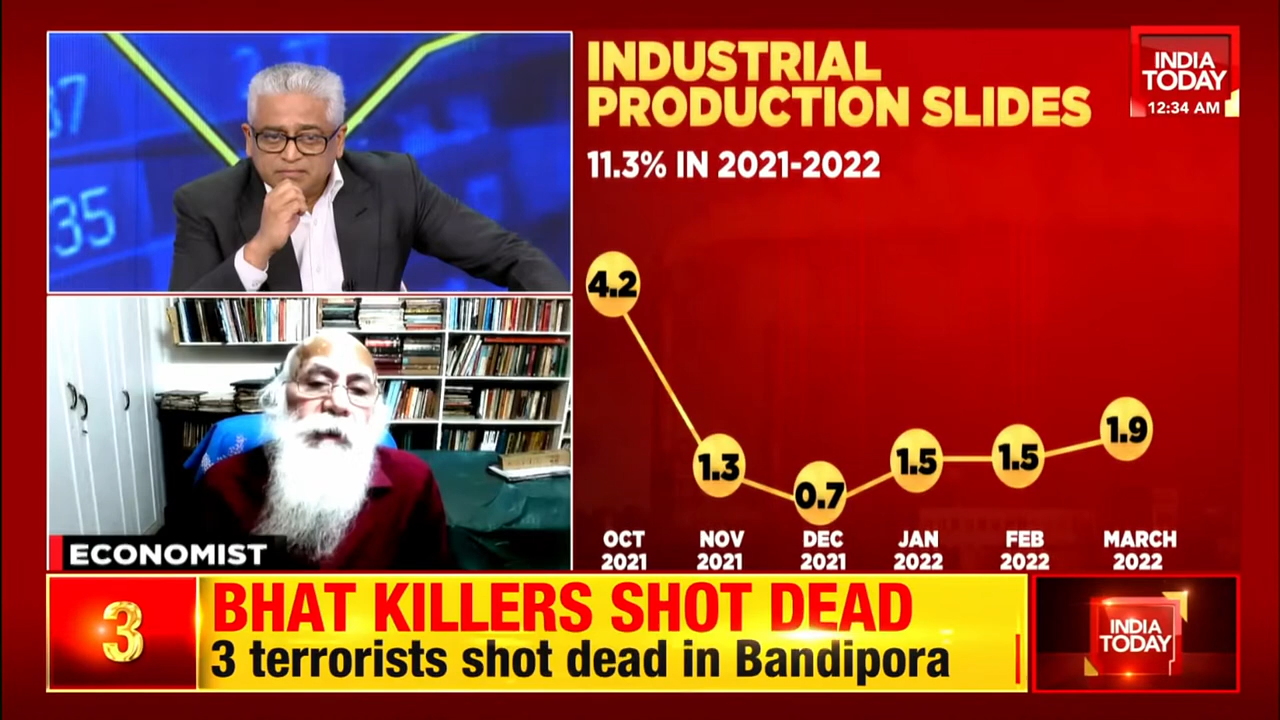 37
35
ECONOMIST
INDUSTRIAL
PRODUCTION SLIDES
11.3% IN 2021-2022
INDIA
TODAY
12:34 AM
4.2
1.3
0.7
1.5
1.5
1.9
OCT
2021
NOV
2021
DEC
2021
JAN
2022
FEB
2022
MARCH
2022
3
BHAT KILLERS SHOT DEAD
3 terrorists shot dead in Bandipora
INDIA
TODAY